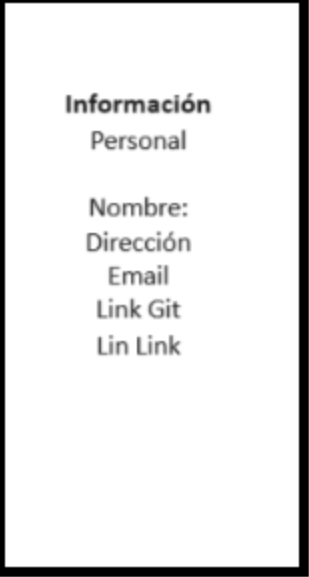 Información
Personal
Nombre:
Dirección
Email
Link Git
Lin Link